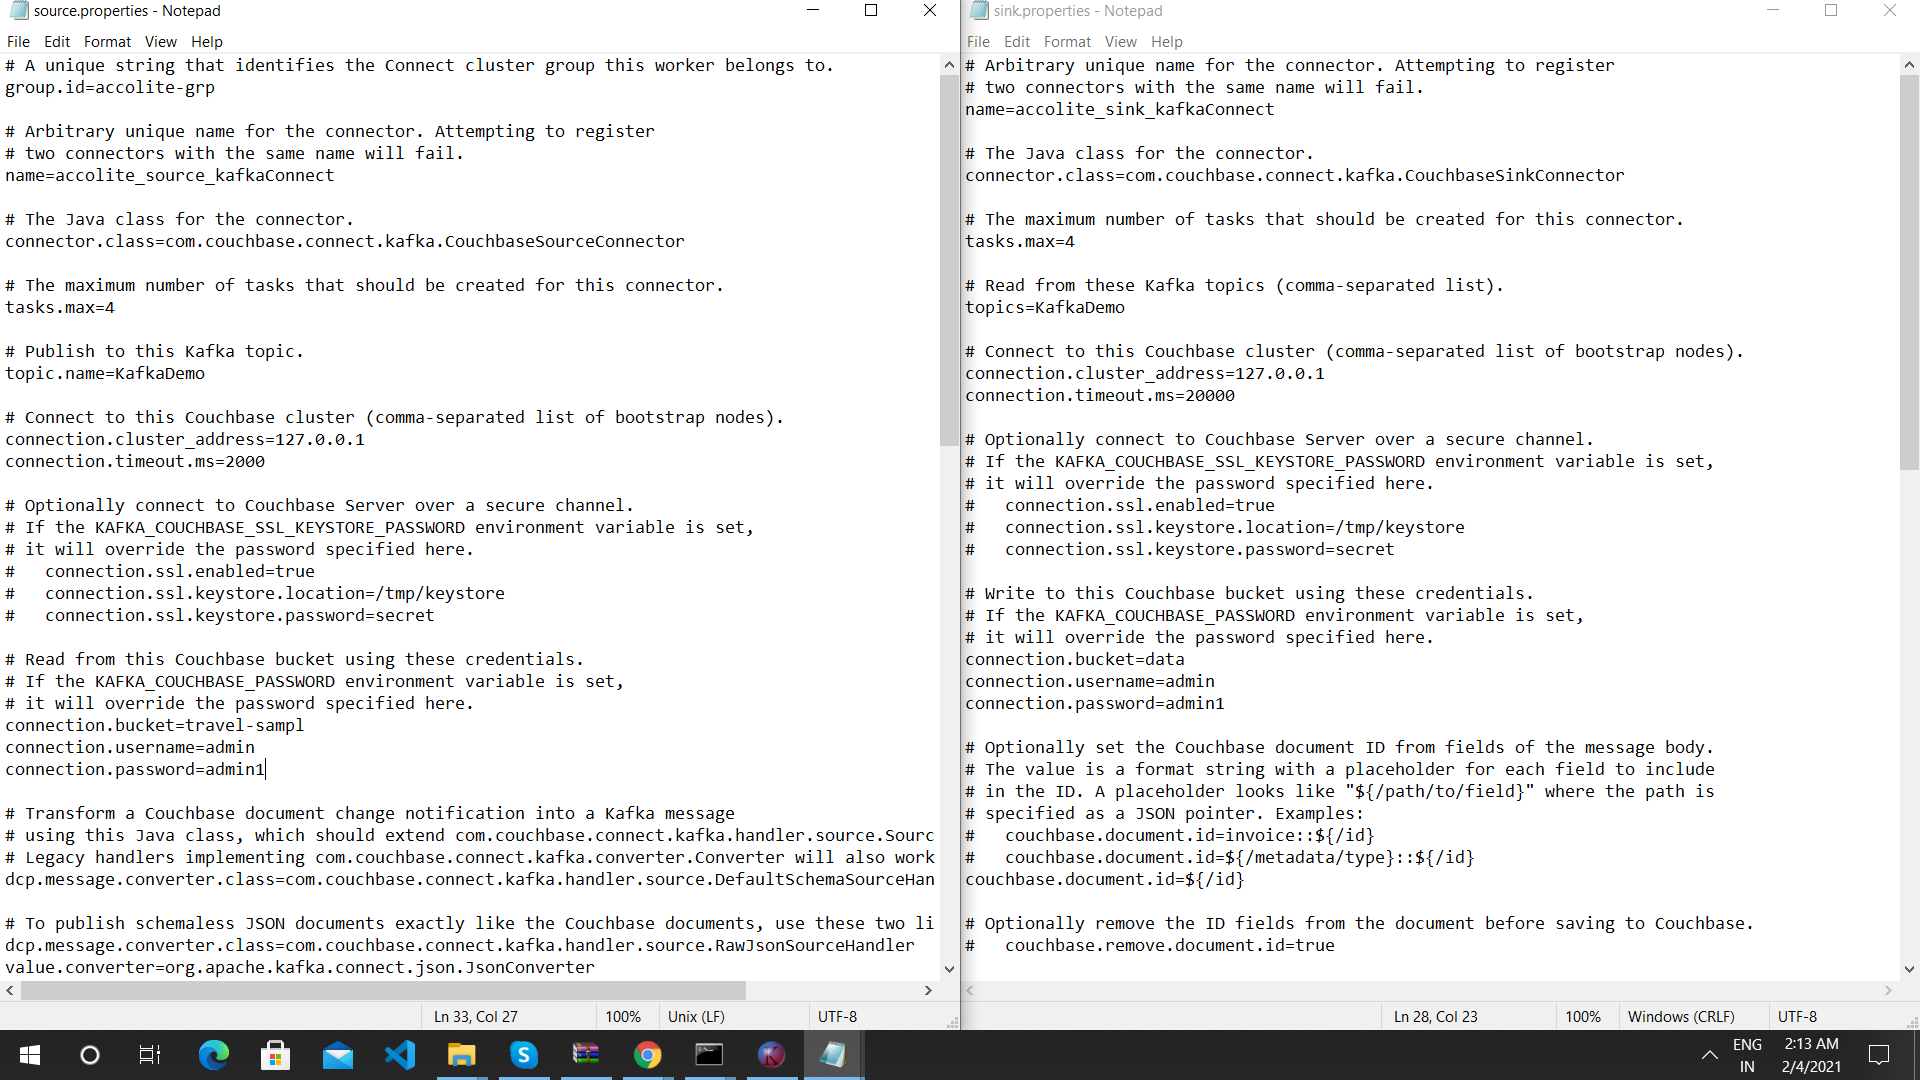 source.properties - Notepad
File Edit Format View Help
# A unique string that identifies the Connect cluster group this worker belongs to.
group.id=accolite-grp

# Arbitrary unique name for the connector. Attempting to register
# two connectors with the same name will fail.
name=accolite_source_kafkaConnect

# The Java class for the connector.
connector.class=com.couchbase.connect.kafka.CouchbaseSourceConnector

# The maximum number of tasks that should be created for this connector.
tasks.max=4

# Publish to this Kafka topic.
topic.name=KafkaDemo

# Connect to this Couchbase cluster (comma-separated list of bootstrap nodes).
connection.cluster_address=127.0.0.1
connection.timeout.ms=2000

# Optionally connect to Couchbase Server over a secure channel.
# If the KAFKA_COUCHBASE_SSL_KEYSTORE_PASSWORD environment variable is set,
# it will override the password specified here.
#   connection.ssl.enabled=true
#   connection.ssl.keystore.location=/tmp/keystore
#   connection.ssl.keystore.password=secret

# Read from this Couchbase bucket using these credentials.
# If the KAFKA_COUCHBASE_PASSWORD environment variable is set,
# it will override the password specified here.
connection.bucket=travel-sampl
connection.username=admin
connection.password=admin1

# Transform a Couchbase document change notification into a Kafka message
# using this Java class, which should extend com.couchbase.connect.kafka.handler.source.Sourc
# Legacy handlers implementing com.couchbase.connect.kafka.converter.Converter will also work
dcp.message.converter.class=com.couchbase.connect.kafka.handler.source.DefaultSchemaSourceHan

# To publish schemaless JSON documents exactly like the Couchbase documents, use these two li
dcp.message.converter.class=com.couchbase.connect.kafka.handler.source.RawJsonSourceHandler
value.converter=org.apache.kafka.connect.json.JsonConverter
Ln 33, Col 27 100% Unix (LF) UTF-8
sink.properties - Notepad
File Edit Format View Help
# Arbitrary unique name for the connector. Attempting to register
# two connectors with the same name will fail.
name=accolite_sink_kafkaConnect

# The Java class for the connector.
connector.class=com.couchbase.connect.kafka.CouchbaseSinkConnector

# The maximum number of tasks that should be created for this connector.
tasks.max=4

# Read from these Kafka topics (comma-separated list).
topics=KafkaDemo

# Connect to this Couchbase cluster (comma-separated list of bootstrap nodes).
connection.cluster_address=127.0.0.1
connection.timeout.ms=20000

# Optionally connect to Couchbase Server over a secure channel.
# If the KAFKA_COUCHBASE_SSL_KEYSTORE_PASSWORD environment variable is set,
# it will override the password specified here.
#   connection.ssl.enabled=true
#   connection.ssl.keystore.location=/tmp/keystore
#   connection.ssl.keystore.password=secret

# Write to this Couchbase bucket using these credentials.
# If the KAFKA_COUCHBASE_PASSWORD environment variable is set,
# it will override the password specified here.
connection.bucket=data
connection.username=admin
connection.password=admin1

# Optionally set the Couchbase document ID from fields of the message body.
# The value is a format string with a placeholder for each field to include
# in the ID. A placeholder looks like "${/path/to/field}" where the path is
# specified as a JSON pointer. Examples:
#   couchbase.document.id=invoice::${/id}
#   couchbase.document.id=${/metadata/type}::${/id}
couchbase.document.id=${/id}

# Optionally remove the ID fields from the document before saving to Couchbase.
#   couchbase.remove.document.id=true
Ln 28, Col 23 100% Windows (CRLF) UTF-8
ENG 2:13 AM
IN 2/4/2021